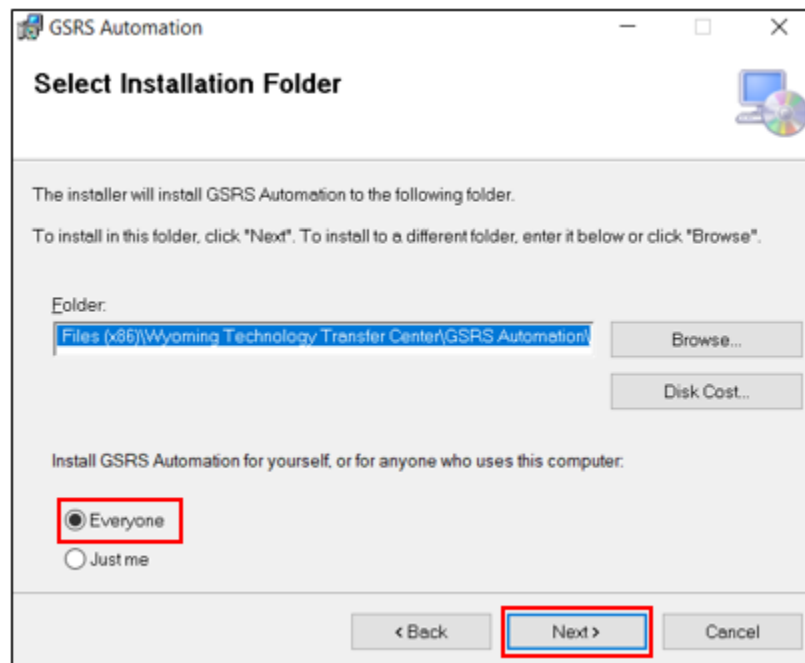 GSRS Automation
Select Installation Folder
The installer will install GSRS Automation to the following folder.
To install in this folder, click "Next". To install to a different folder, enter it below or click "Browse".
Folder:
Files (x86)\Wyoming Technology Transfer Center\GSRS Automation\
Browse...
Disk Cost...
Install GSRS Automation for yourself, or for anyone who uses this computer:
Everyone
Just me
< Back
Next >
Cancel